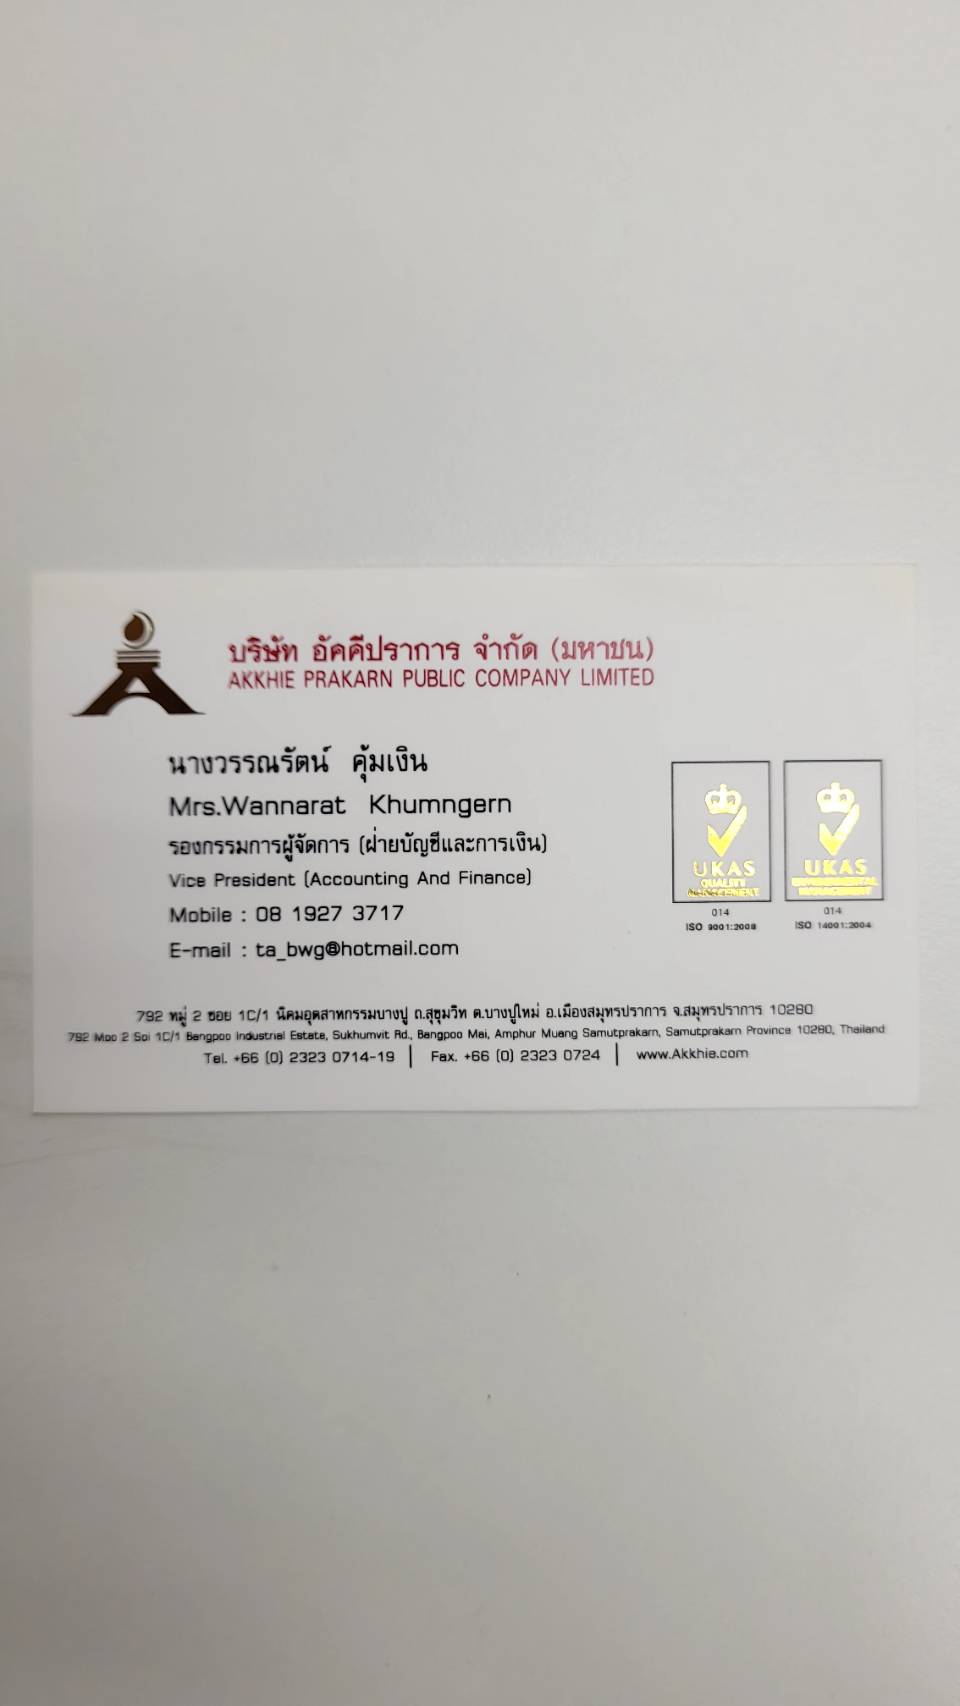 บริษัท อัคคีปราการ จำกัด (มหาชน)
AKKHIE PRAKARN PUBLIC COMPANY LIMITED
นางวรรณรัตน์ คุ้มเงิน
Mrs.Wannarat Khumngern
รองกรรมการผู้จัดการ (ฝ่ายบัญชีและการเงิน)
Vice President (Accounting And Finance)
Mobile : 08 1927 3717
E-mail : ta_bwg@hotmail.com
UKAS
QUALITY
MANAGEMENT
014
ISO 9001:2008
UKAS
ENVIRONMENTAL
MANAGEMENT
014
ISO 14001:2004
792 หมู่ 2 ซอย 1C/1 นิคมอุตสาหกรรมบางปู ถ.สุขุมวิท ต.บางปูใหม่ อ.เมืองสมุทรปราการ จ.สมุทรปราการ 10280
792 Moo 2 Soi 1C/1 Bangpoo Industrial Estate, Sukhumvit Rd., Bangpoo Mai, Amphur Muang Samutprakarn, Samutprakarn Province 10280, Thailand
Tel. +66 (0) 2323 0714-19 | Fax. +66 (0) 2323 0724 | www.Akkhie.com